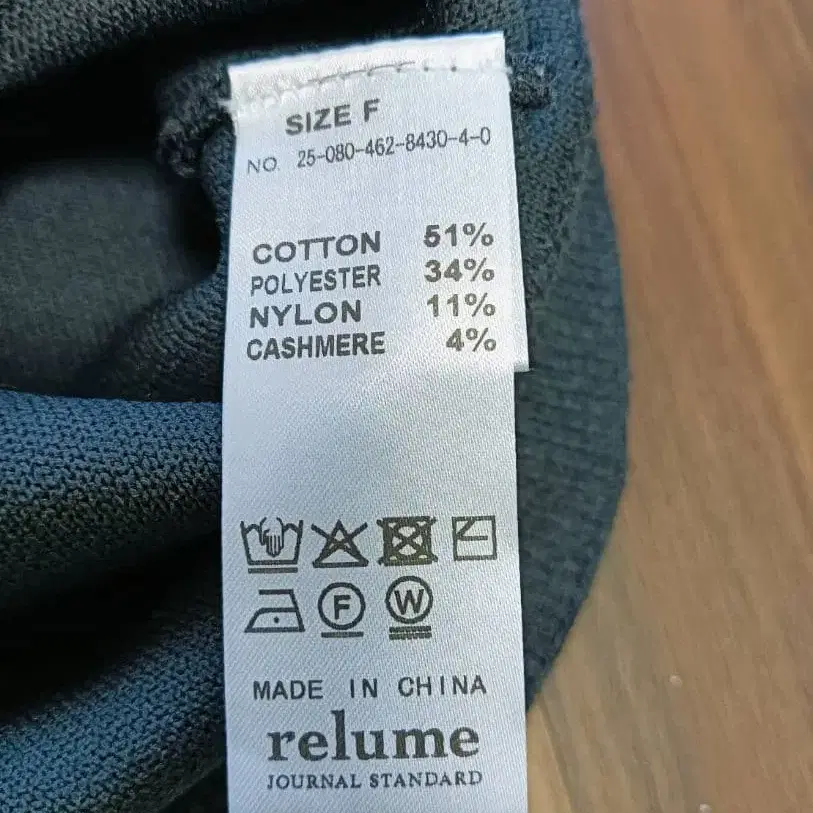 SIZE F
NO. 25-080-462-8430-4-0
COTTON 51%
POLYESTER 34%
NYLON 11%
CASHMERE 4%
F W
MADE IN CHINA
relume
JOURNAL STANDARD